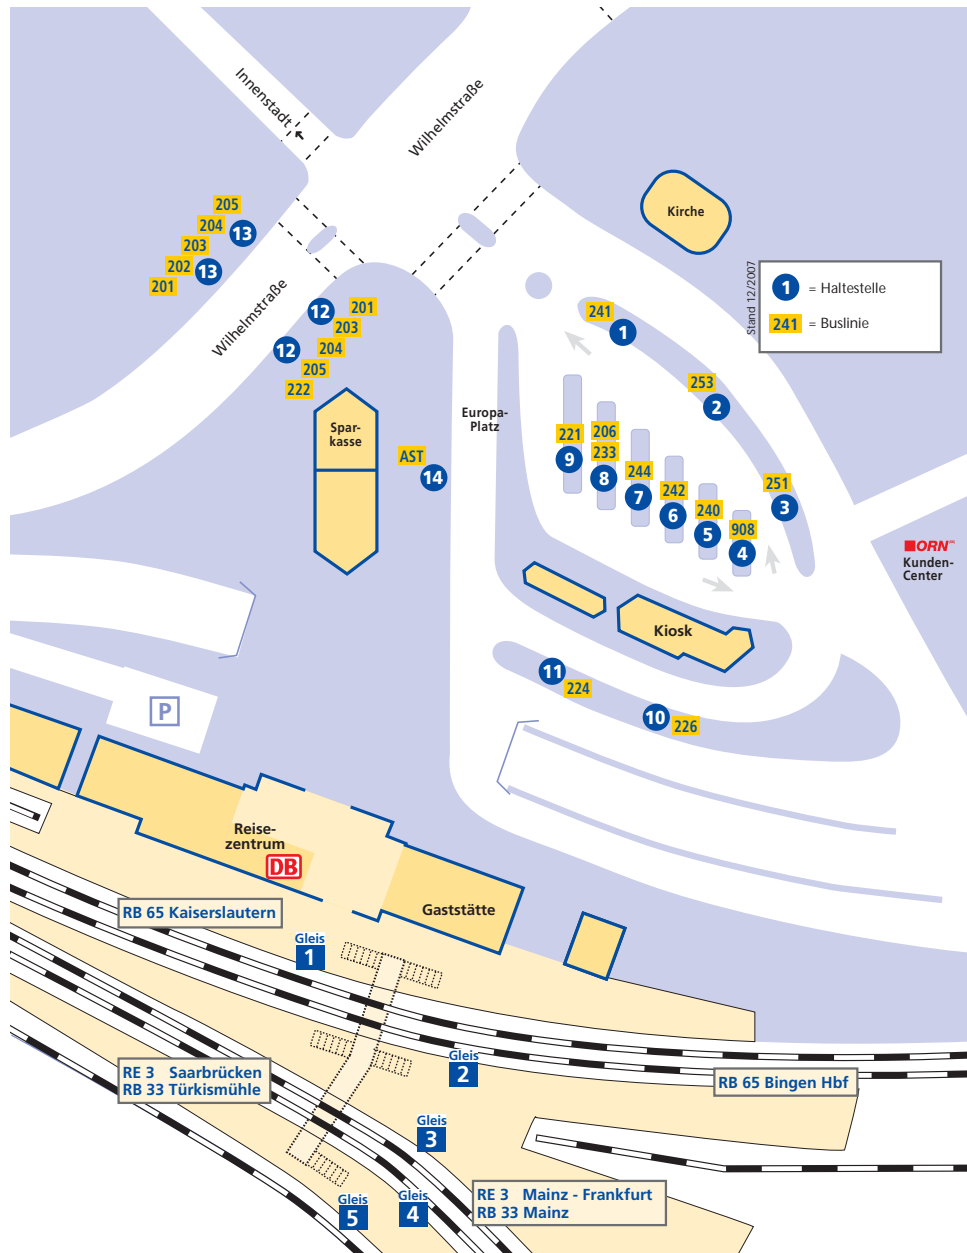 Innenstadt
Wilhelmstraße
Kirche
205
204
13
203
202
13
201
Wilhelmstraße
Stand 12/2007
1 = Haltestelle
241 = Buslinie
12
201
203
12
204
205
222
241
1
253
2
Spar-
kasse
AST
14
Europa-
Platz
221
9
206
233
8
244
7
242
6
240
5
908
4
251
3
ORN
Kunden-
Center
Kiosk
11
224
10
226
P
Reise-
zentrum
DB
Gaststätte
RB 65 Kaiserslautern
Gleis
1
Gleis
2
RE 3 Saarbrücken
RB 33 Türkismühle
RB 65 Bingen Hbf
Gleis
3
Gleis
4
Gleis
5
RE 3 Mainz - Frankfurt
RB 33 Mainz